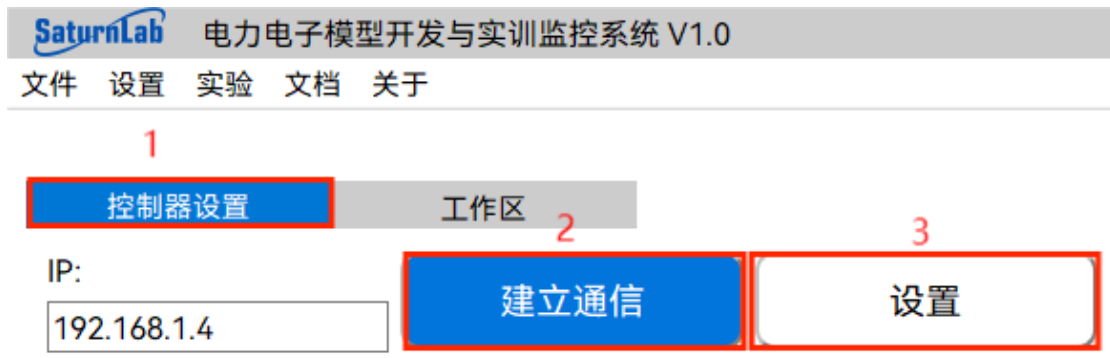 SaturnLab 电力电子模型开发与实训监控系统 V1.0
文件 设置 实验 文档 关于
1
控制器设置 工作区
2 3
IP:
建立通信 设置
192.168.1.4